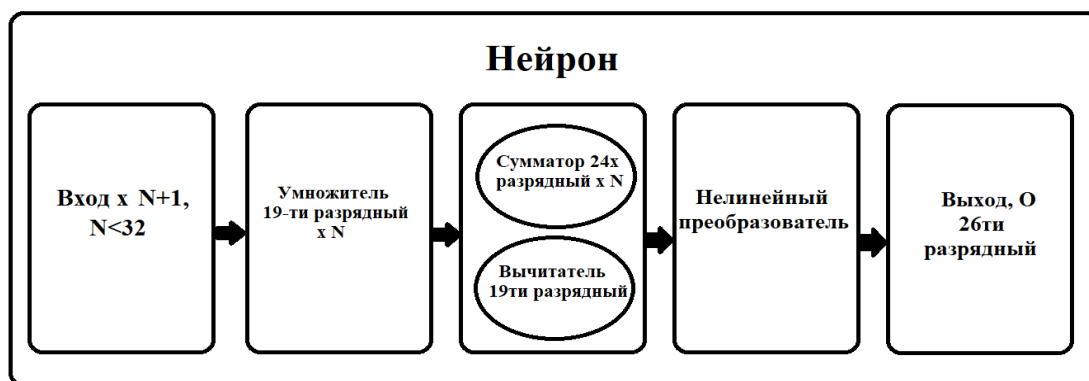 Нейрон
Вход x N+1,
N<32
Умножитель
19-ти разрядный
x N
Сумматор 24х
разрядный x N
Вычитатель
19ти разрядный
Нелинейный
преобразователь
Выход, О
26ти
разрядный